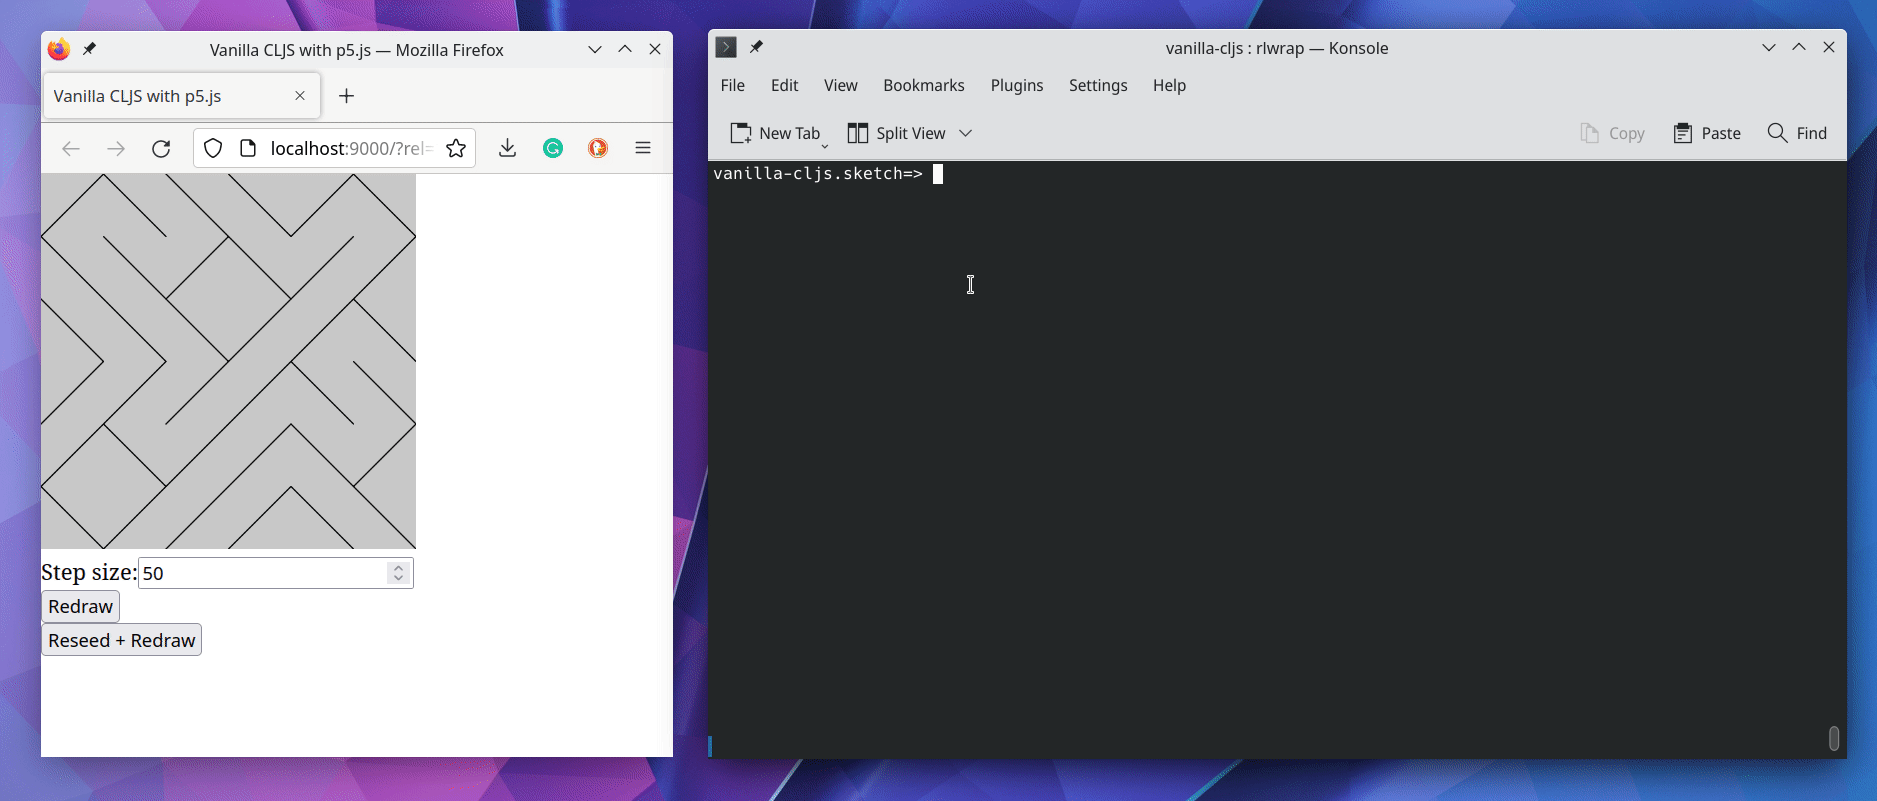 Vanilla CLJS with p5.js — Mozilla Firefox
Vanilla CLJS with p5.js
localhost:9000/?rel=
Step size: 50
Redraw
Reseed + Redraw
vanilla-cljs : rlwrap — Konsole
File Edit View Bookmarks Plugins Settings Help
New Tab Split View Copy Paste Find
vanilla-cljs.sketch=>